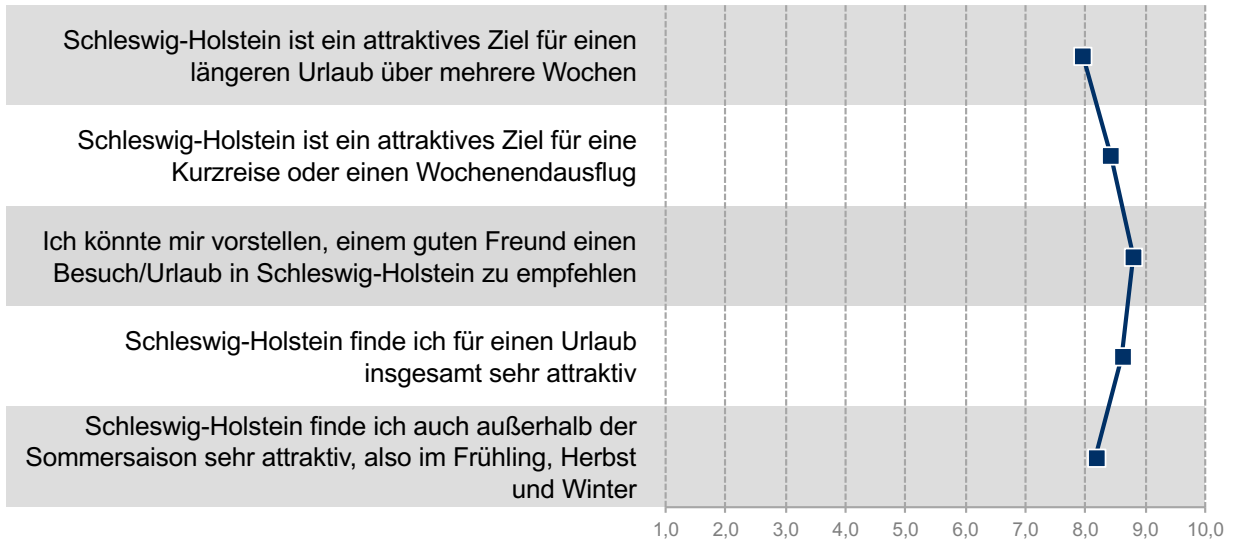 Schleswig-Holstein ist ein attraktives Ziel für einen
längeren Urlaub über mehrere Wochen
Schleswig-Holstein ist ein attraktives Ziel für eine
Kurzreise oder einen Wochenendausflug
Ich könnte mir vorstellen, einem guten Freund einen
Besuch/Urlaub in Schleswig-Holstein zu empfehlen
Schleswig-Holstein finde ich für einen Urlaub
insgesamt sehr attraktiv
Schleswig-Holstein finde ich auch außerhalb der
Sommersaison sehr attraktiv, also im Frühling, Herbst
und Winter
1,0 2,0 3,0 4,0 5,0 6,0 7,0 8,0 9,0 10,0